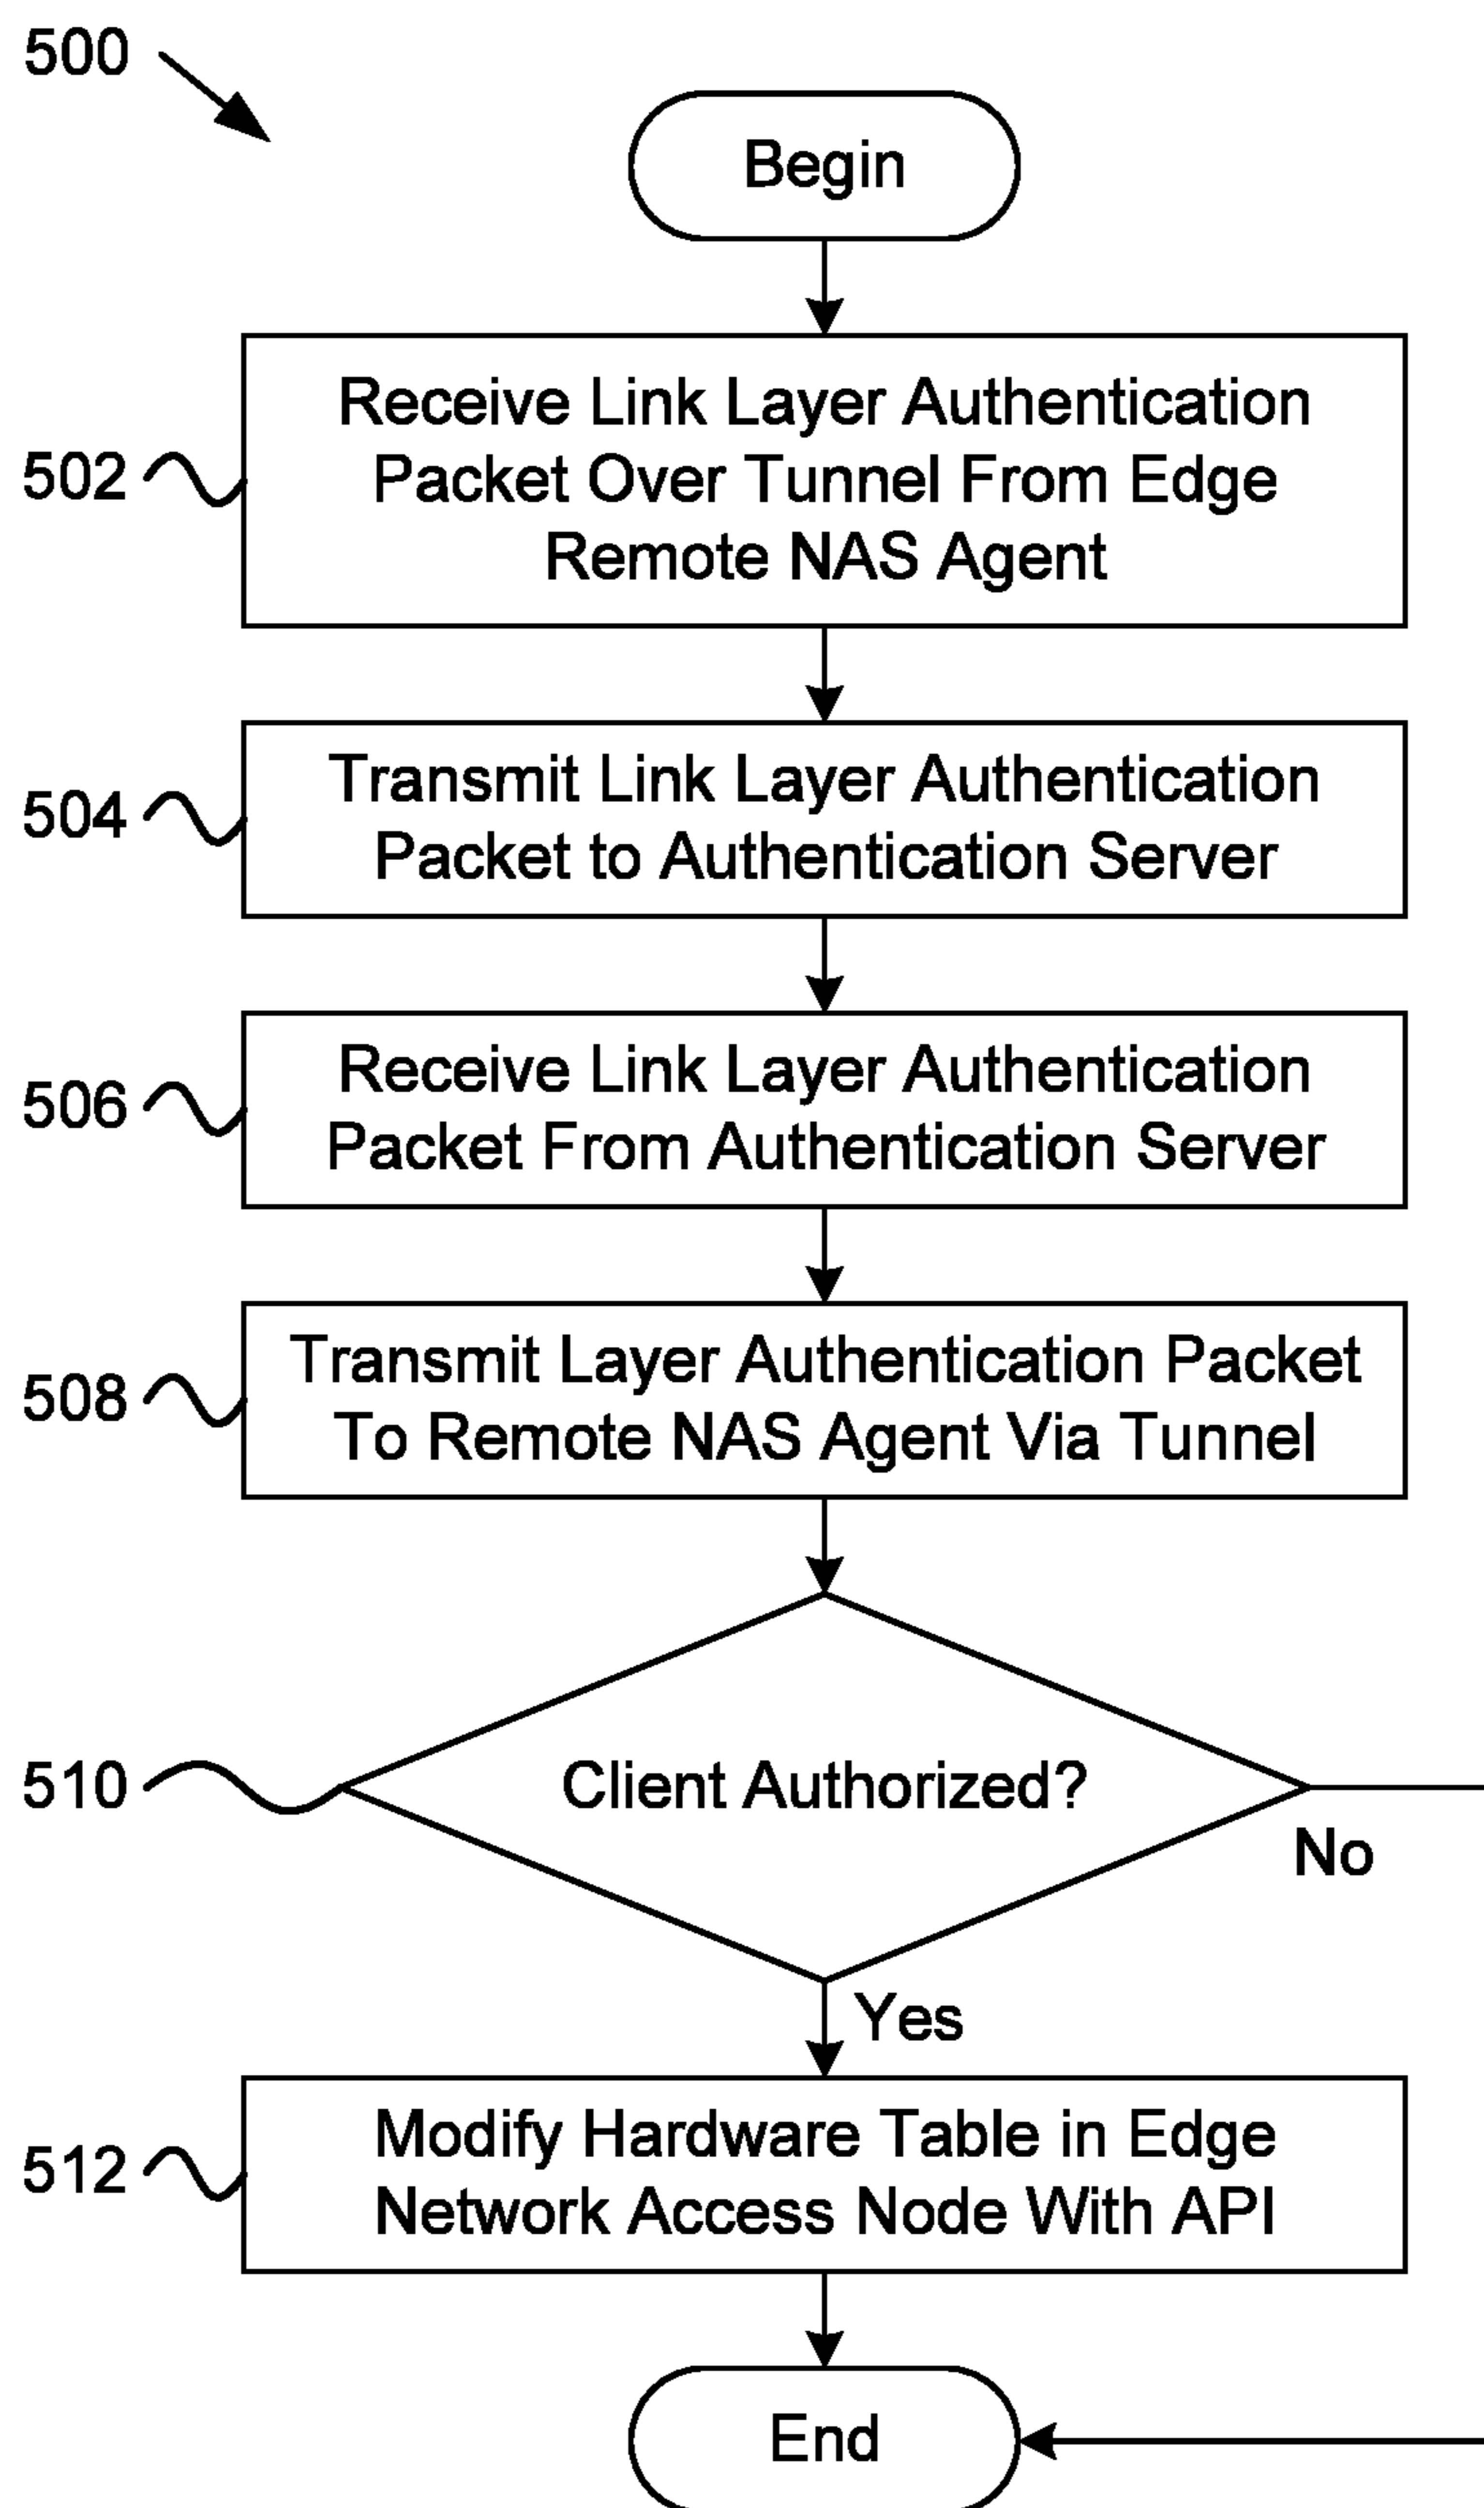 500
Begin
502
Receive Link Layer Authentication
Packet Over Tunnel From Edge
Remote NAS Agent
504
Transmit Link Layer Authentication
Packet to Authentication Server
506
Receive Link Layer Authentication
Packet From Authentication Server
508
Transmit Layer Authentication Packet
To Remote NAS Agent Via Tunnel
510
Client Authorized?
No
Yes
512
Modify Hardware Table in Edge
Network Access Node With API
End